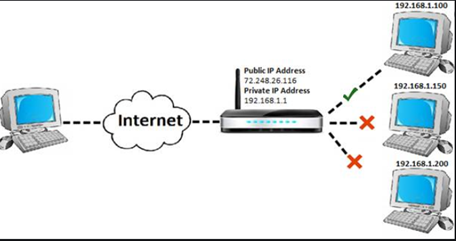 192.168.1.100
Public IP Address
72.248.26.116
Private IP Address
192.168.1.1
192.168.1.150
Internet
192.168.1.200